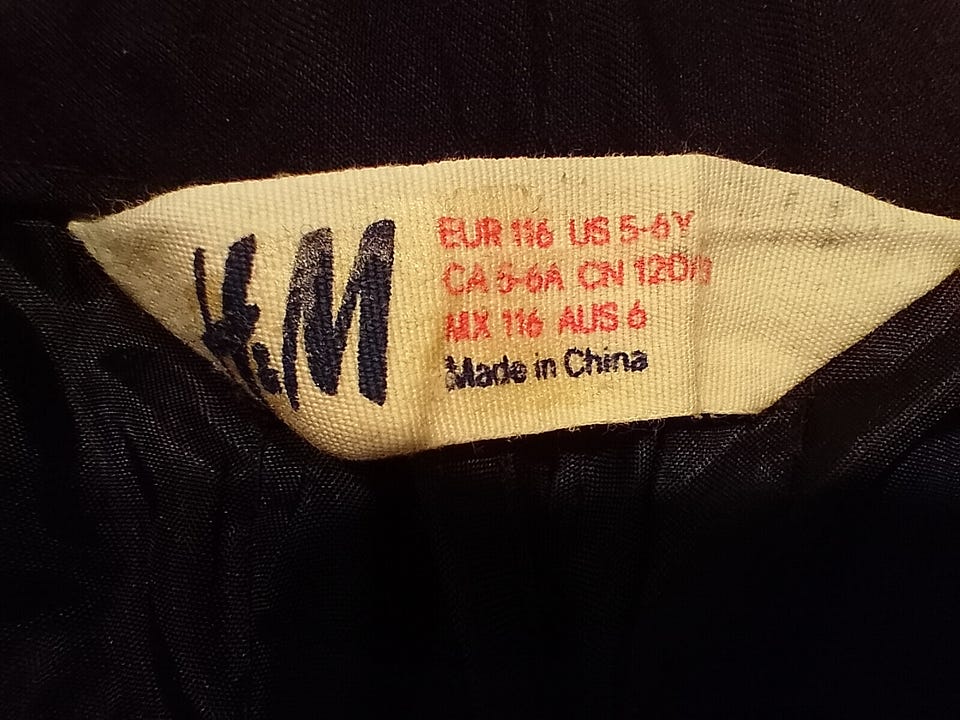 H&M
EUR 116 US 5-6Y
CA 5-6A CN
MX 116 AUS 6
Made in China